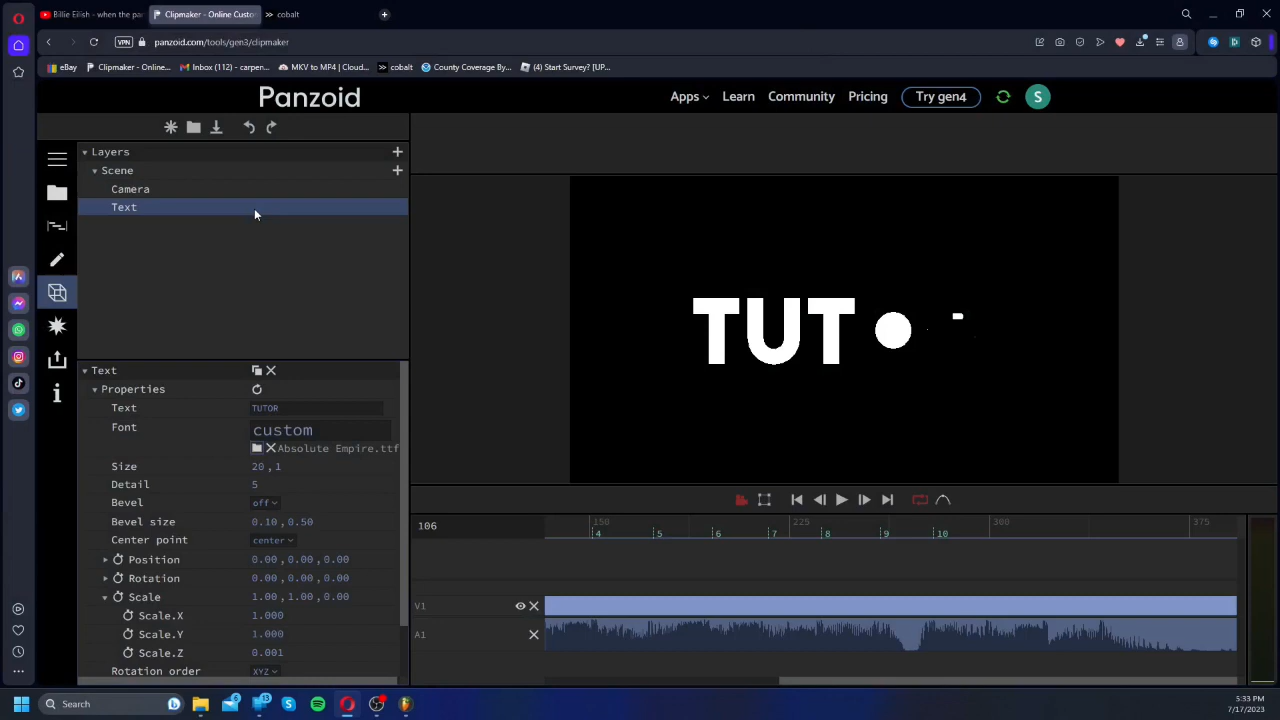 Billie Eilish - when the pa
Clipmaker - Online Custo
cobalt
VPN
panzoid.com/tools/gen3/clipmaker
eBay
Clipmaker - Online...
Inbox (112) - carpen...
MKV to MP4 | Cloud...
cobalt
County Coverage By...
(4) Start Survey? [UP...
Panzoid
Apps
Learn
Community
Pricing
Try gen4
S
Layers
Scene
Camera
Text
TUT
Text
Properties
Text TUTOR
Font custom
Absolute Empire.ttf
Size 20,1
Detail 5
Bevel off
Bevel size 0.10,0.50
Center point center
Position 0.00,0.00,0.00
Rotation 0.00,0.00,0.00
Scale 1.00,1.00,0.00
Scale.X 1.000
Scale.Y 1.000
Scale.Z 0.001
Rotation order XYZ
106
150 225 300 375
4 5 6 7 8 9 10
V1
A1
Search
6
13
5:33 PM
7/17/2023